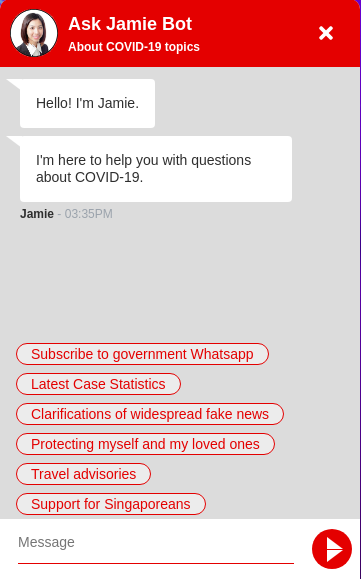 Ask Jamie Bot
About COVID-19 topics
Hello! I'm Jamie.
I'm here to help you with questions
about COVID-19.
Jamie - 03:35PM
Subscribe to government Whatsapp
Latest Case Statistics
Clarifications of widespread fake news
Protecting myself and my loved ones
Travel advisories
Support for Singaporeans
Message